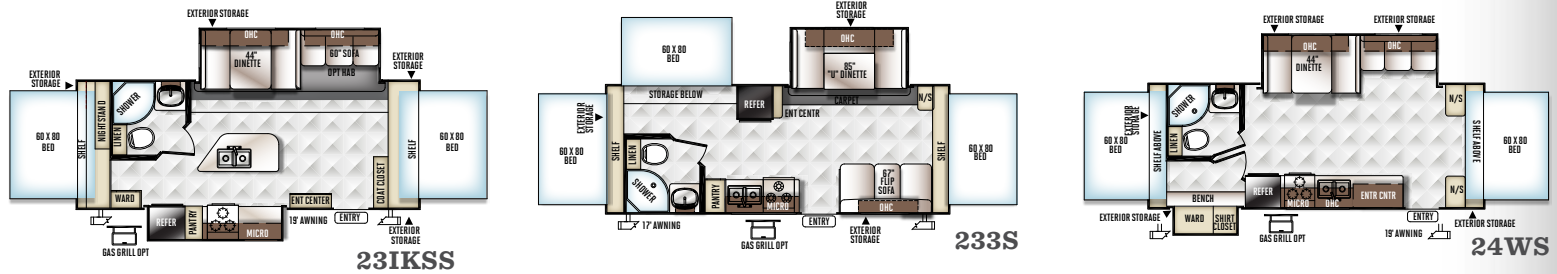 EXTERIOR STORAGE
OHC
OHC
44"
DINETTE
60" SOFA
OPT HAB
EXTERIOR
STORAGE
EXTERIOR
STORAGE
60 X 80
BED
SHELF
NIGHTSTAND
SHOWER
LINEN
SHELF
60 X 80
BED
COAT CLOSET
WARD
REFER
PANTRY
MICRO
ENT CENTER
19' AWNING
ENTRY
EXTERIOR
STORAGE
GAS GRILL OPT
23IKSS
EXTERIOR
STORAGE
60 X 80
BED
OHC
85"
"U" DINETTE
STORAGE BELOW
REFER
CARPET
ENT CENTR
N/S
EXTERIOR
STORAGE
60 X 80
BED
SHELF
LINEN
SHOWER
PANTRY
MICRO
67"
FLIP
SOFA
OHC
SHELF
60 X 80
BED
17' AWNING
GAS GRILL OPT
ENTRY
EXTERIOR
STORAGE
233S
EXTERIOR STORAGE
EXTERIOR STORAGE
OHC
OHC
44"
DINETTE
EXTERIOR
STORAGE
60 X 80
BED
SHELF ABOVE
SHOWER
LINEN
N/S
SHELF ABOVE
60 X 80
BED
N/S
BENCH
REFER
MICRO
OHC
ENTR CNTR
EXTERIOR STORAGE
WARD
SHIRT
CLOSET
GAS GRILL OPT
ENTRY
19' AWNING
EXTERIOR STORAGE
24WS